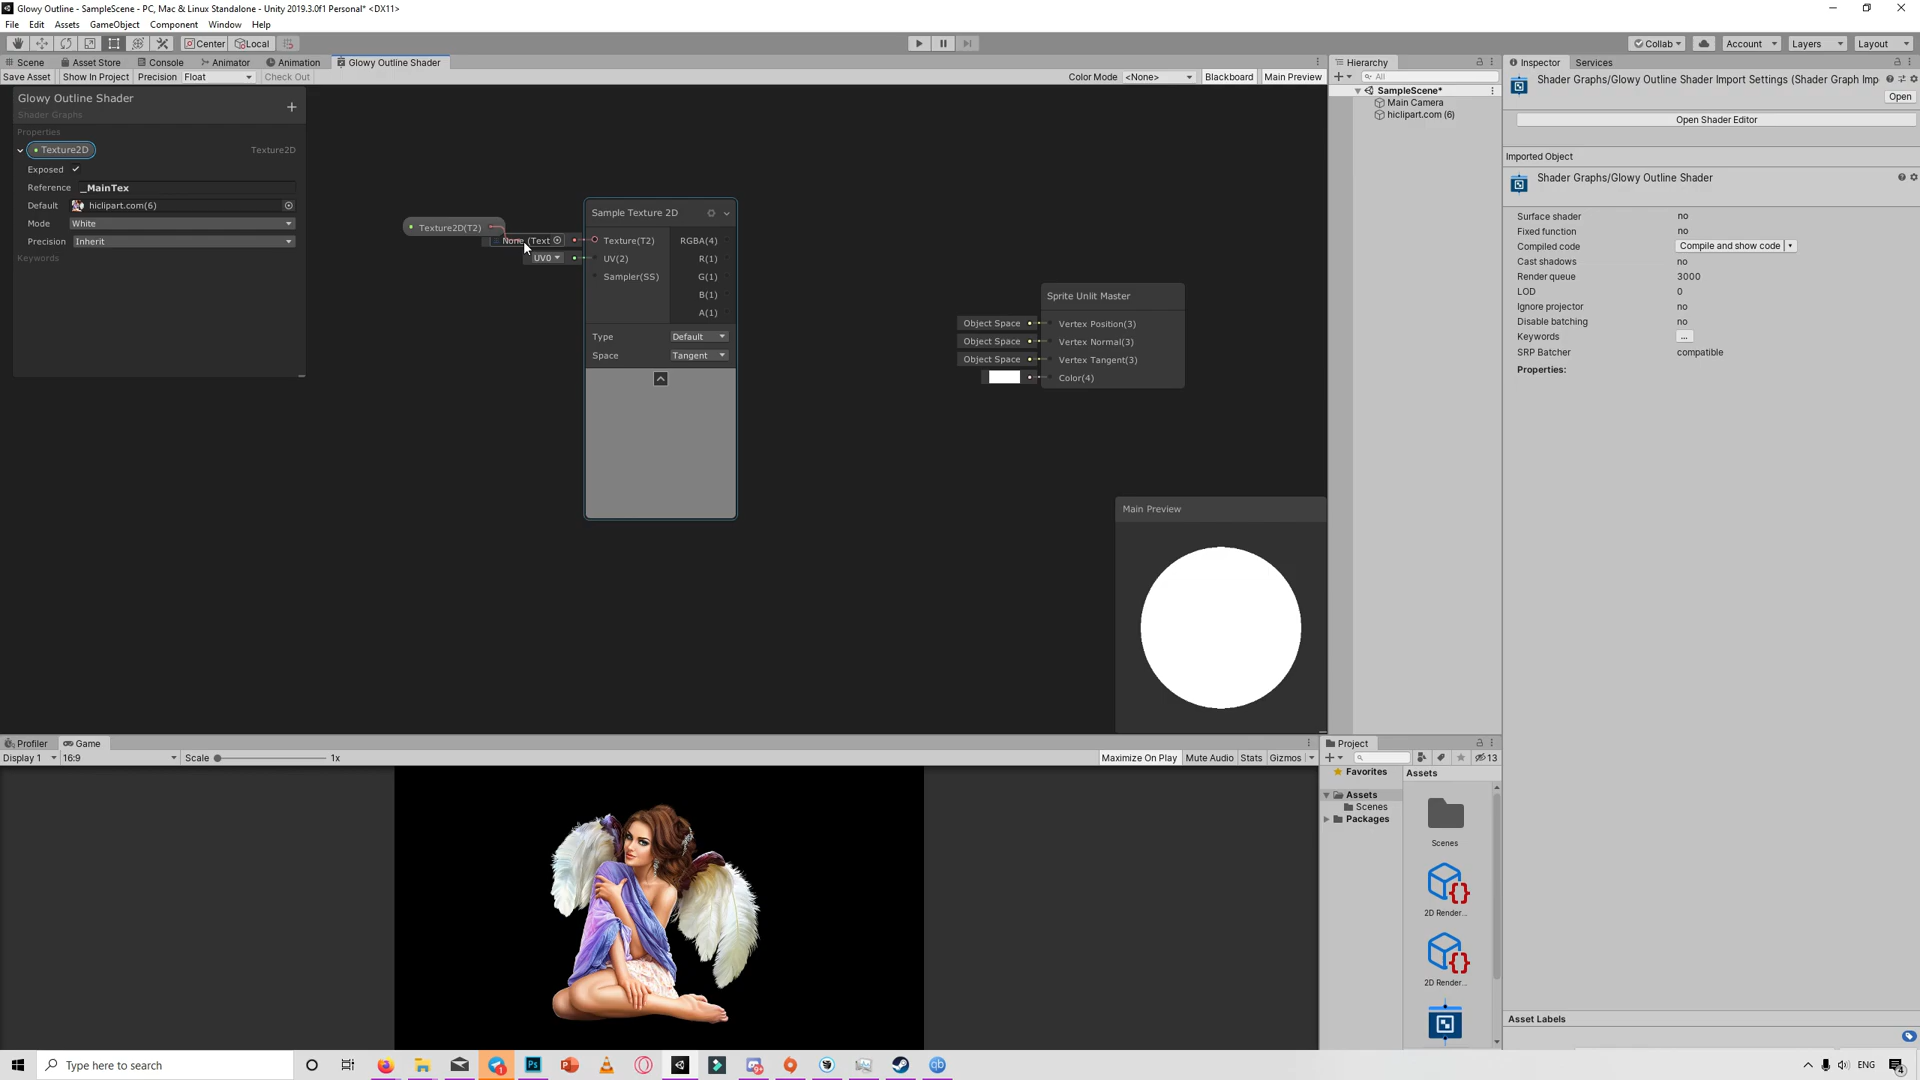 Glowy Outline - SampleScene - PC, Mac & Linux Standalone - Unity 2019.3.0f1 Personal* <DX11>
File Edit Assets GameObject Component Window Help
Center Local Collab Account Layers Layout
Scene Asset Store Console Animator Animation Glowy Outline Shader
Save Asset Show In Project Precision Float Check Out Color Mode <None> Blackboard Main Preview
Glowy Outline Shader
Shader Graphs
Properties
Texture2D Texture2D
Exposed
Reference _MainTex
Default hiclipart.com(6)
Mode White
Precision Inherit
Keywords
Texture2D(T2)
None (Text
UV0
Sample Texture 2D
Texture(T2) RGBA(4)
UV(2) R(1)
Sampler(SS) G(1)
B(1)
A(1)
Type Default
Space Tangent
Sprite Unlit Master
Object Space Vertex Position(3)
Object Space Vertex Normal(3)
Object Space Vertex Tangent(3)
Color(4)
Main Preview
Hierarchy
All
SampleScene*
Main Camera
hiclipart.com (6)
Inspector Services
Shader Graphs/Glowy Outline Shader Import Settings (Shader Graph Imp
Open
Open Shader Editor
Imported Object
Shader Graphs/Glowy Outline Shader
Surface shader no
Fixed function no
Compiled code Compile and show code
Cast shadows no
Render queue 3000
LOD 0
Ignore projector no
Disable batching no
Keywords ...
SRP Batcher compatible
Properties:
Profiler Game
Display 1 16:9 Scale 1x Maximize On Play Mute Audio Stats Gizmos
Project
13
Favorites
Assets
Scenes
Packages
Assets
Scenes
2D Render...
2D Render...
Asset Labels
Type here to search
ENG
4